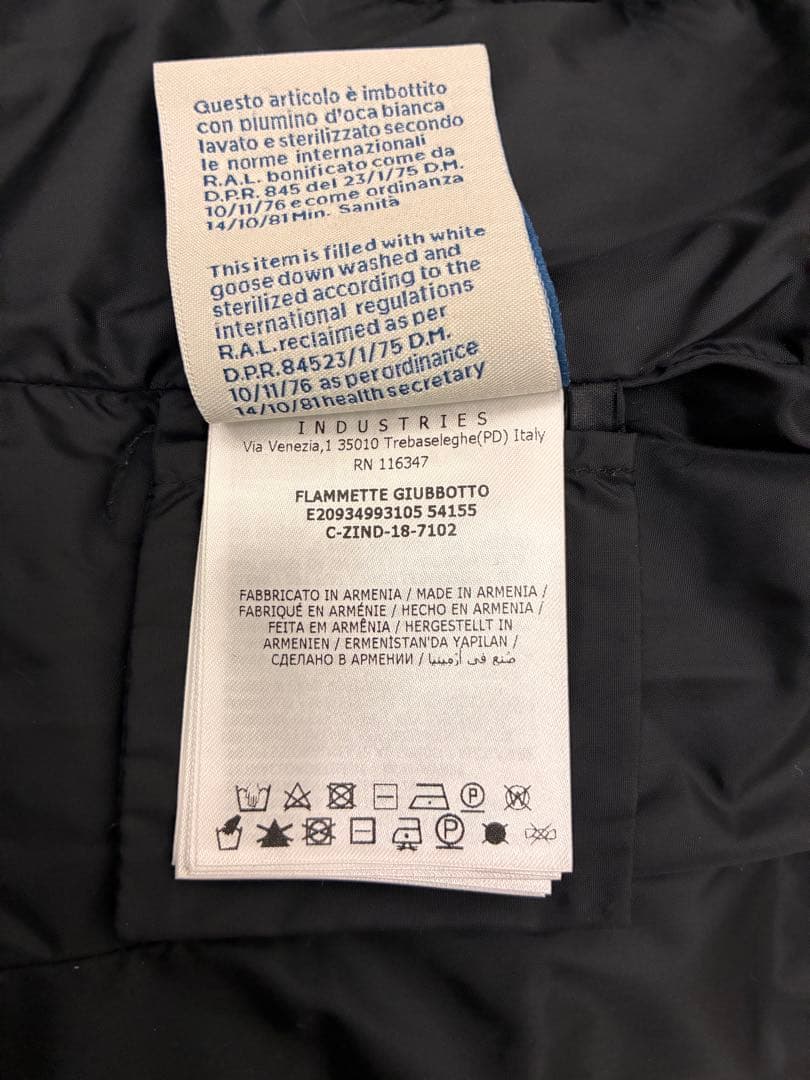 Questo articolo è imbottito
con piumino d'oca bianca
lavato e sterilizzato secondo
le norme internazionali
R.A.L. bonificato come da
D.P.R. 845 del 23/1/75 D.M.
10/11/76 e come ordinanza
14/10/81 Min. Sanità
This item is filled with white
goose down washed and
sterilized according to the
international regulations
R.A.L. reclaimed as per
D.P.R. 84523/1/75 D.M.
10/11/76 as per ordinance
14/10/81 health secretary
INDUSTRIES
Via Venezia,1 35010 Trebaseleghe(PD) Italy
RN 116347
FLAMMETTE GIUBBOTTO
E20934993105 54155
C-ZIND-18-7102
FABBRICATO IN ARMENIA / MADE IN ARMENIA /
FABRIQUÉ EN ARMÉNIE / HECHO EN ARMENIA /
FEITA EM ARMÊNIA / HERGESTELLT IN
ARMENIEN / ERMENİSTAN'DA YAPILAN /
СДЕЛАНО В АРМЕНИИ / صُنع في أرمينيا
P W
P